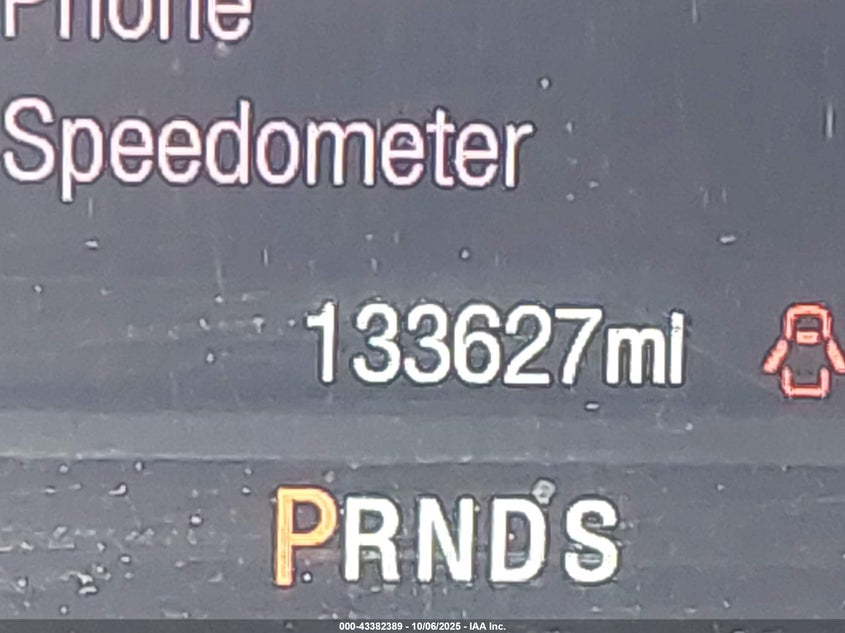 Phone
Speedometer
133627mi
PRNDS
000-43382389 - 10/06/2025 - IAA Inc.